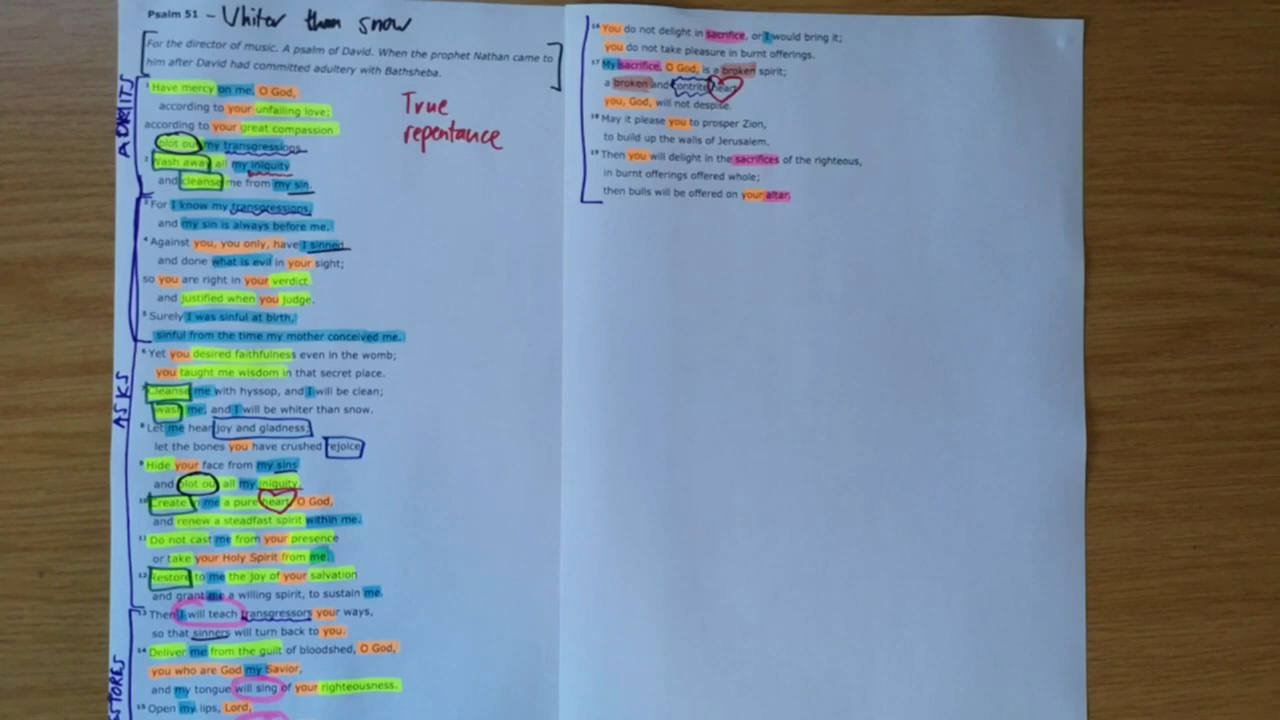 Psalm 51 - Whiter than snow
For the director of music. A psalm of David. When the prophet Nathan came to
him after David had committed adultery with Bathsheba.
True
repentance
ADMITS
1 Have mercy on me, O God,
according to your unfailing love;
according to your great compassion
blot out my transgressions.
2 Wash away all my iniquity
and cleanse me from my sin.
3 For I know my transgressions,
and my sin is always before me.
4 Against you, you only, have I sinned
and done what is evil in your sight;
so you are right in your verdict
and justified when you judge.
5 Surely I was sinful at birth,
sinful from the time my mother conceived me.
ASKS
6 Yet you desired faithfulness even in the womb;
you taught me wisdom in that secret place.
Cleanse me with hyssop, and I will be clean;
wash me, and I will be whiter than snow.
8 Let me hear joy and gladness;
let the bones you have crushed rejoice
9 Hide your face from my sins
and blot out all my iniquity.
10 Create in me a pure heart, O God,
and renew a steadfast spirit within me.
11 Do not cast me from your presence
or take your Holy Spirit from me.
12 Restore to me the joy of your salvation
and grant me a willing spirit, to sustain me.
13 Then I will teach transgressors your ways,
so that sinners will turn back to you.
14 Deliver me from the guilt of bloodshed, O God,
you who are God my Savior,
and my tongue will sing of your righteousness.
15 Open my lips, Lord,
16 You do not delight in sacrifice, or I would bring it;
you do not take pleasure in burnt offerings.
17 My sacrifice, O God, is a broken spirit;
a broken and contrite heart
you, God, will not despise.
18 May it please you to prosper Zion,
to build up the walls of Jerusalem.
19 Then you will delight in the sacrifices of the righteous,
in burnt offerings offered whole;
then bulls will be offered on your altar.